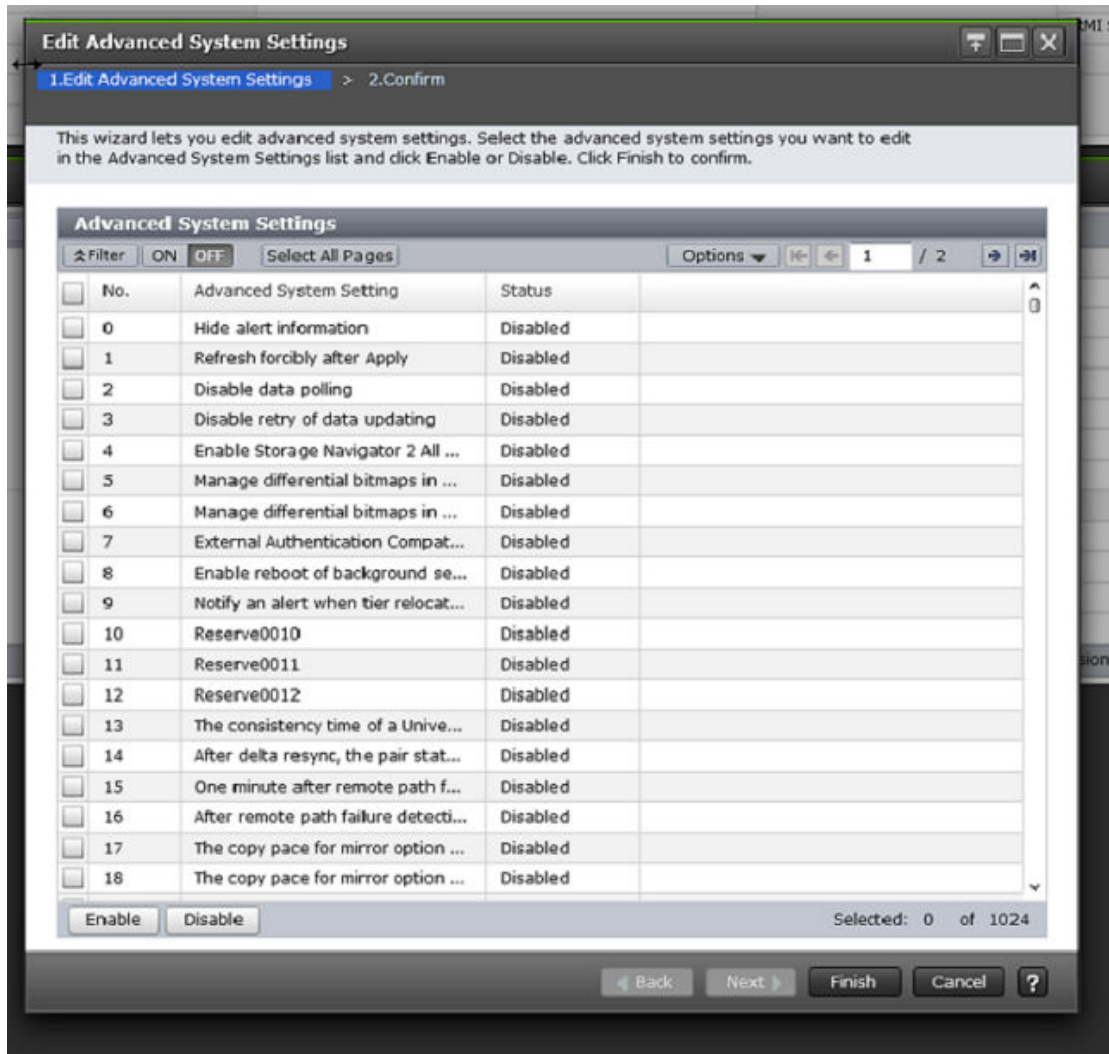 RMI
Edit Advanced System Settings
1.Edit Advanced System Settings > 2.Confirm
This wizard lets you edit advanced system settings. Select the advanced system settings you want to edit
in the Advanced System Settings list and click Enable or Disable. Click Finish to confirm.
Advanced System Settings
Filter ON OFF Select All Pages Options 1 / 2
No. Advanced System Setting Status
0 Hide alert information Disabled
1 Refresh forcibly after Apply Disabled
2 Disable data polling Disabled
3 Disable retry of data updating Disabled
4 Enable Storage Navigator 2 All ... Disabled
5 Manage differential bitmaps in ... Disabled
6 Manage differential bitmaps in ... Disabled
7 External Authentication Compat... Disabled
8 Enable reboot of background se... Disabled
9 Notify an alert when tier relocat... Disabled
10 Reserve0010 Disabled
11 Reserve0011 Disabled
12 Reserve0012 Disabled
13 The consistency time of a Unive... Disabled
14 After delta resync, the pair stat... Disabled
15 One minute after remote path f... Disabled
16 After remote path failure detecti... Disabled
17 The copy pace for mirror option ... Disabled
18 The copy pace for mirror option ... Disabled
Enable Disable Selected: 0 of 1024
Back Next Finish Cancel ?